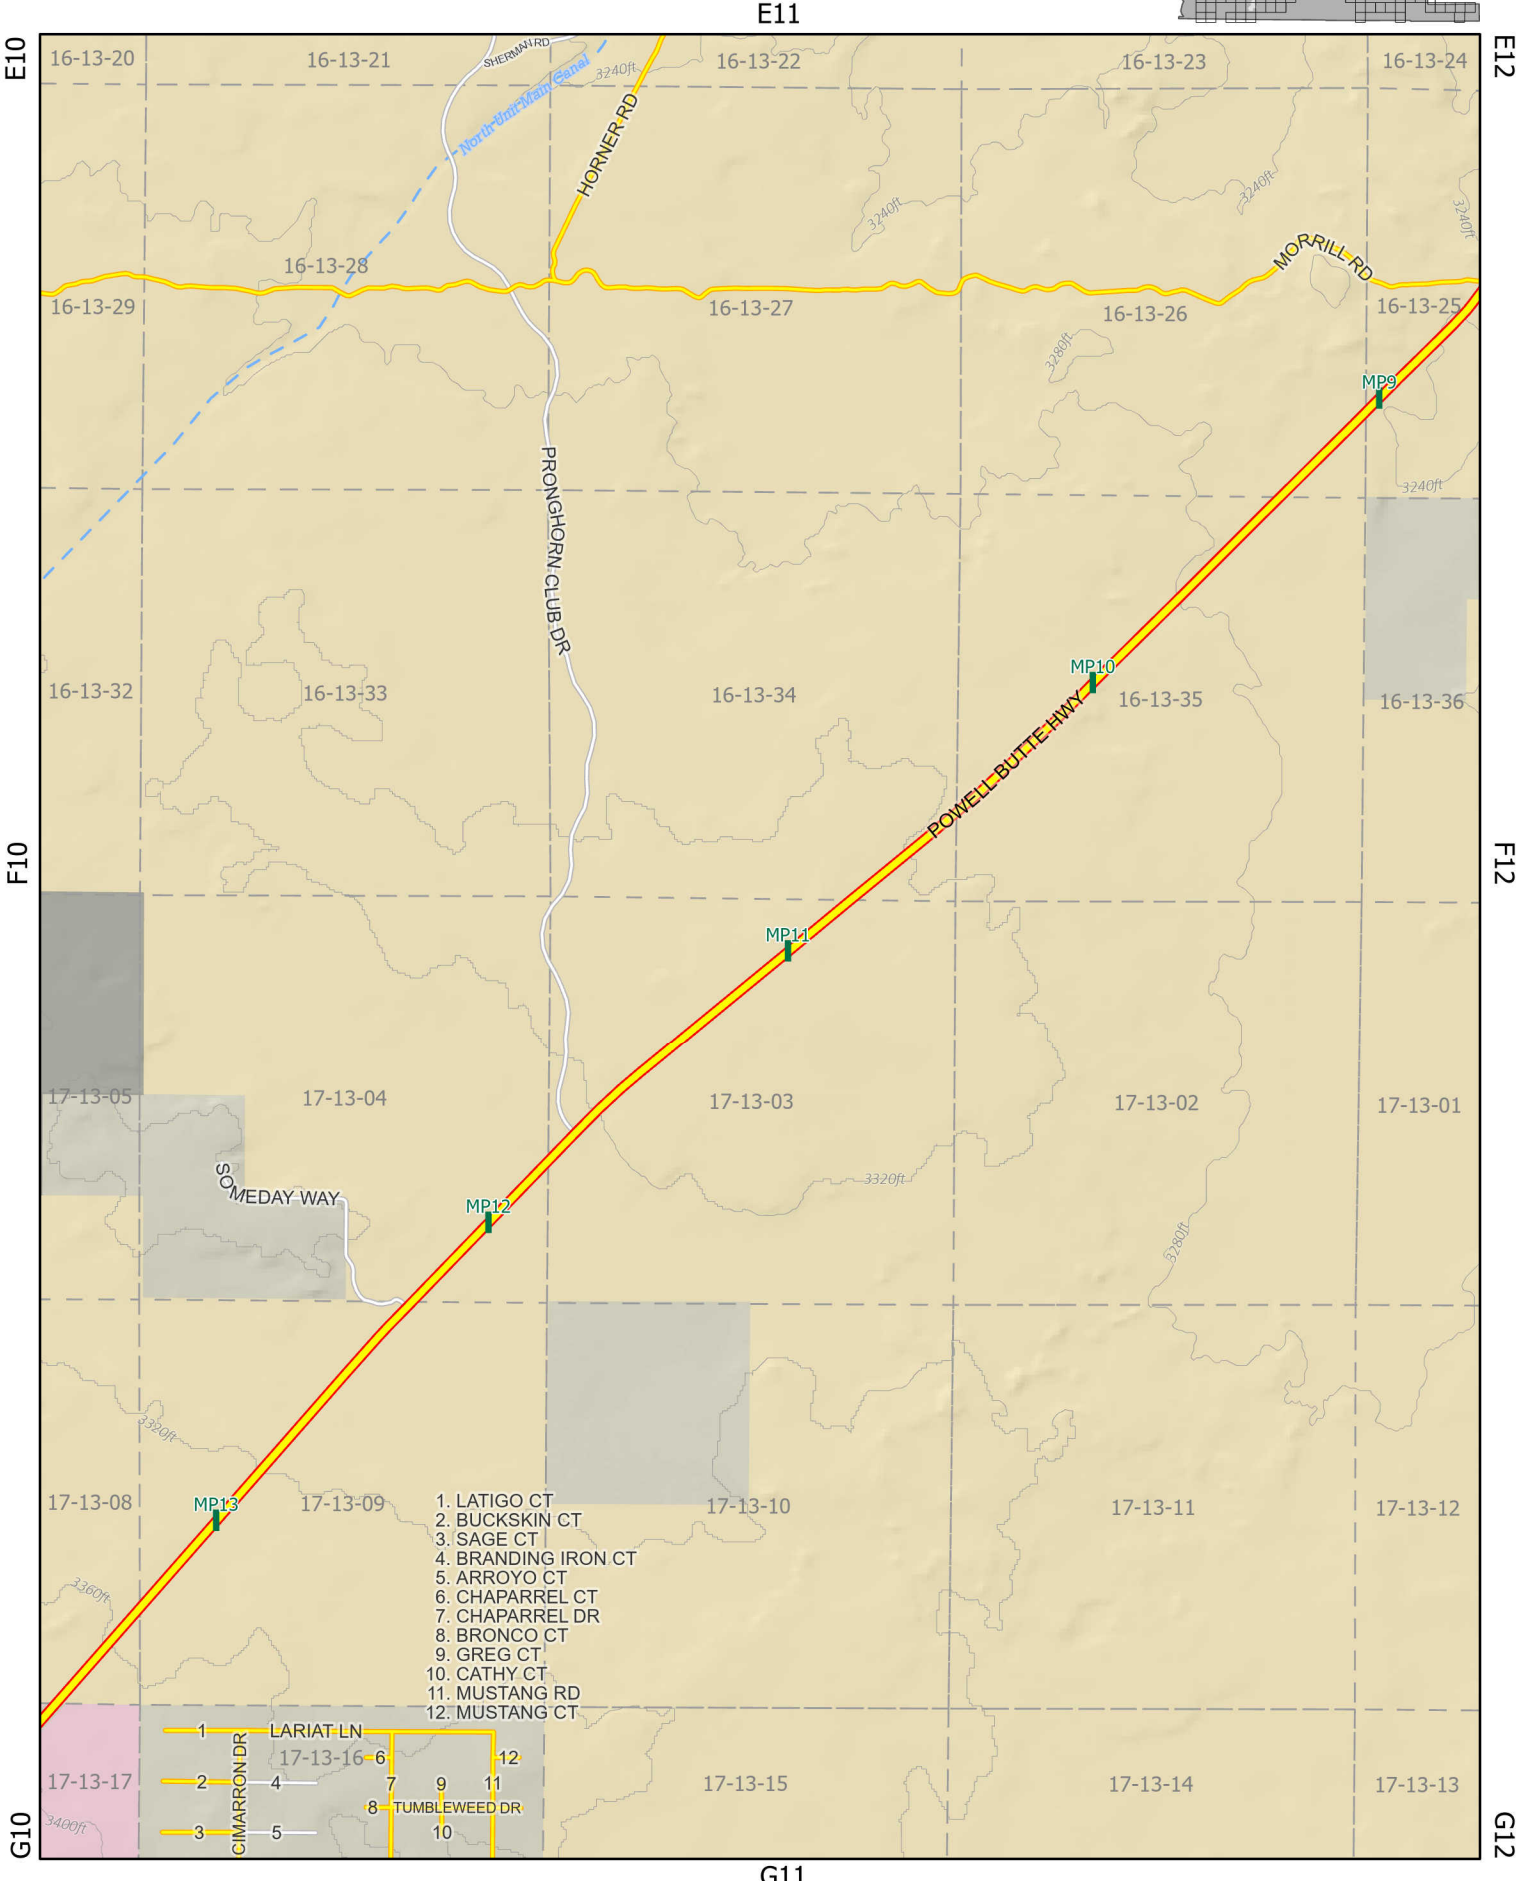 E11
E10
E12
16-13-20
16-13-21
SHERMAN RD
16-13-22
16-13-23
16-13-24
3240ft
North Unit Main Canal
HORNER RD
3240ft
3240ft
3240ft
MORRILL RD
16-13-28
16-13-29
16-13-27
16-13-26
16-13-25
3280ft
MP9
3240ft
PRONGHORN CLUB DR
MP10
16-13-32
16-13-33
16-13-34
16-13-35
16-13-36
POWELL BUTTE HWY
F10
F12
MP11
17-13-05
17-13-04
17-13-03
17-13-02
17-13-01
SOMEDAY WAY
3320ft
MP12
3280ft
3320ft
17-13-08
MP13
17-13-09
17-13-10
17-13-11
17-13-12
1. LATIGO CT
2. BUCKSKIN CT
3. SAGE CT
4. BRANDING IRON CT
5. ARROYO CT
6. CHAPARREL CT
7. CHAPARREL DR
8. BRONCO CT
9. GREG CT
10. CATHY CT
11. MUSTANG RD
12. MUSTANG CT
3360ft
1
LARIAT LN
CIMARRON DR
17-13-16
6
12
17-13-17
2
4
7
9
11
17-13-15
17-13-14
17-13-13
8
TUMBLEWEED DR
3400ft
3
5
10
G10
G12
G11